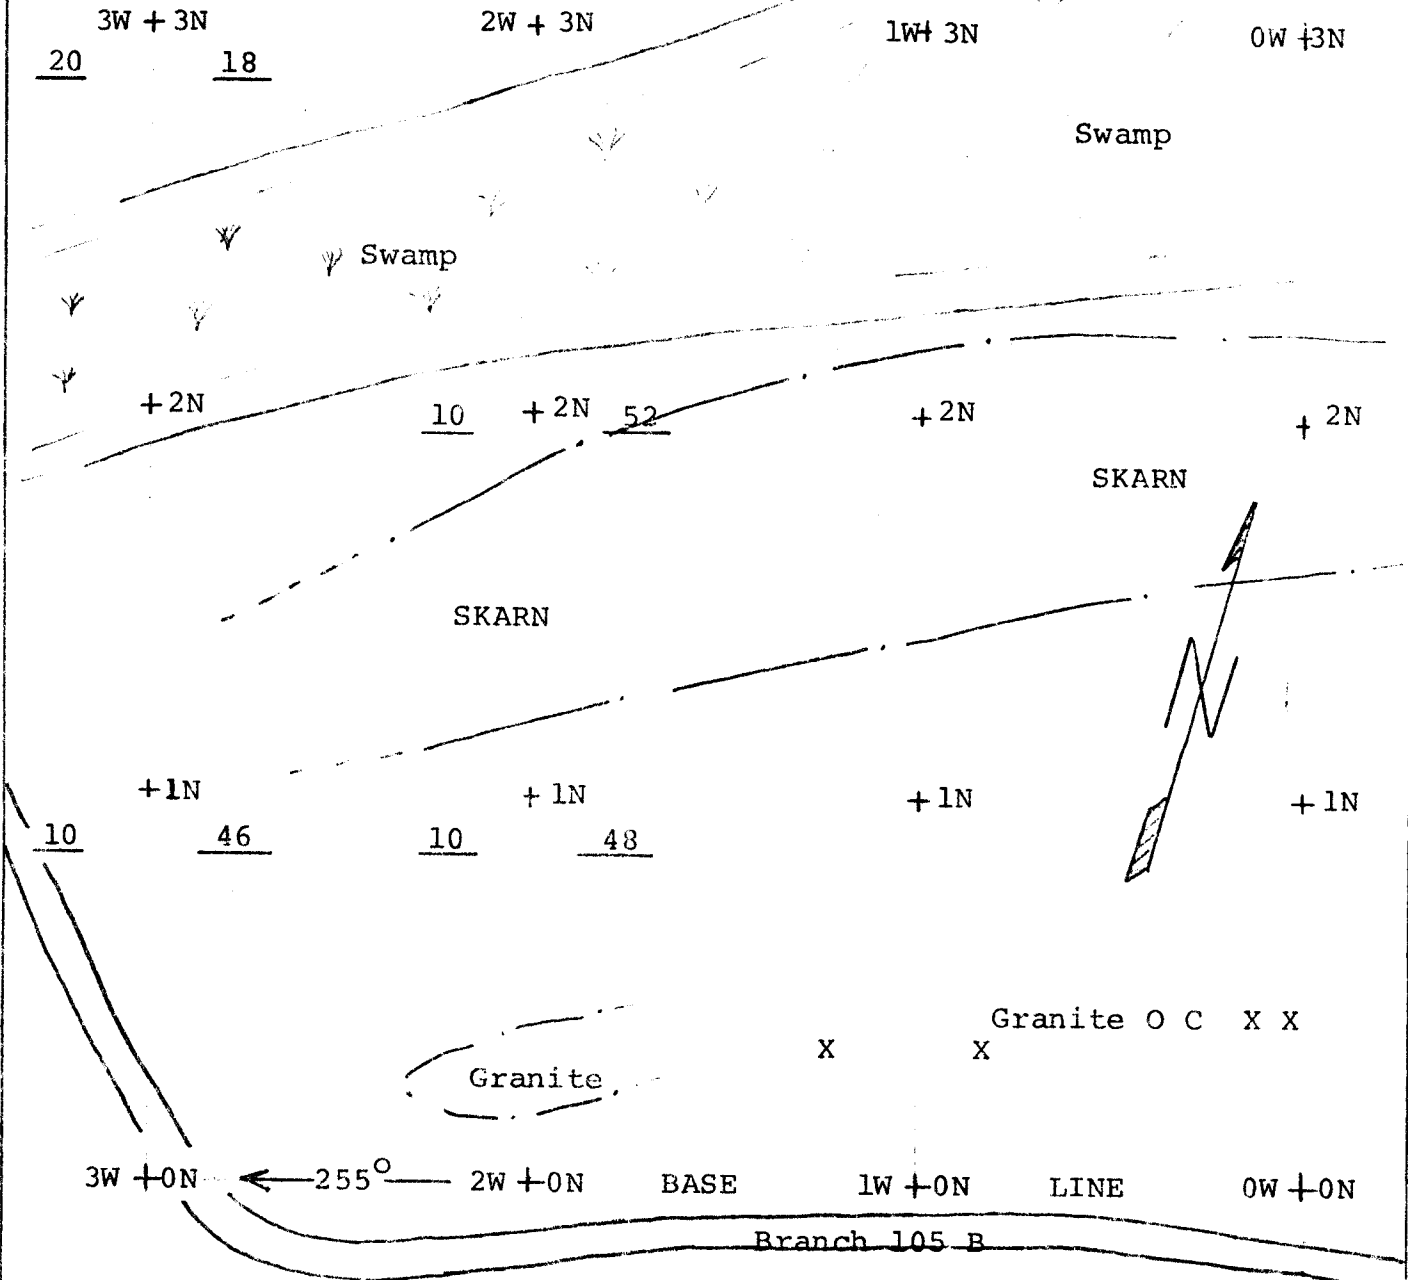 3W + 3N 2W + 3N 1W+ 3N 0W +3N
20 18
Swamp
Swamp
+2N 10 +2N 52 +2N +2N
SKARN
SKARN
N
+1N +1N +1N +1N
10 46 10 48
Granite O C X X
X X
Granite
3W +0N 255° 2W +0N BASE 1W +0N LINE 0W +0N
Branch 105 B